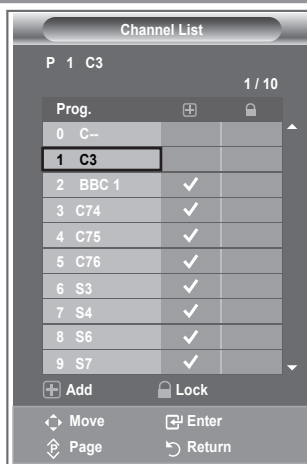 Channel List
P 1 C3
1 / 10
Prog.
0 C--
1 C3
2 BBC 1
3 C74
4 C75
5 C76
6 S3
7 S4
8 S6
9 S7
Add Lock
Move Enter
P Page Return